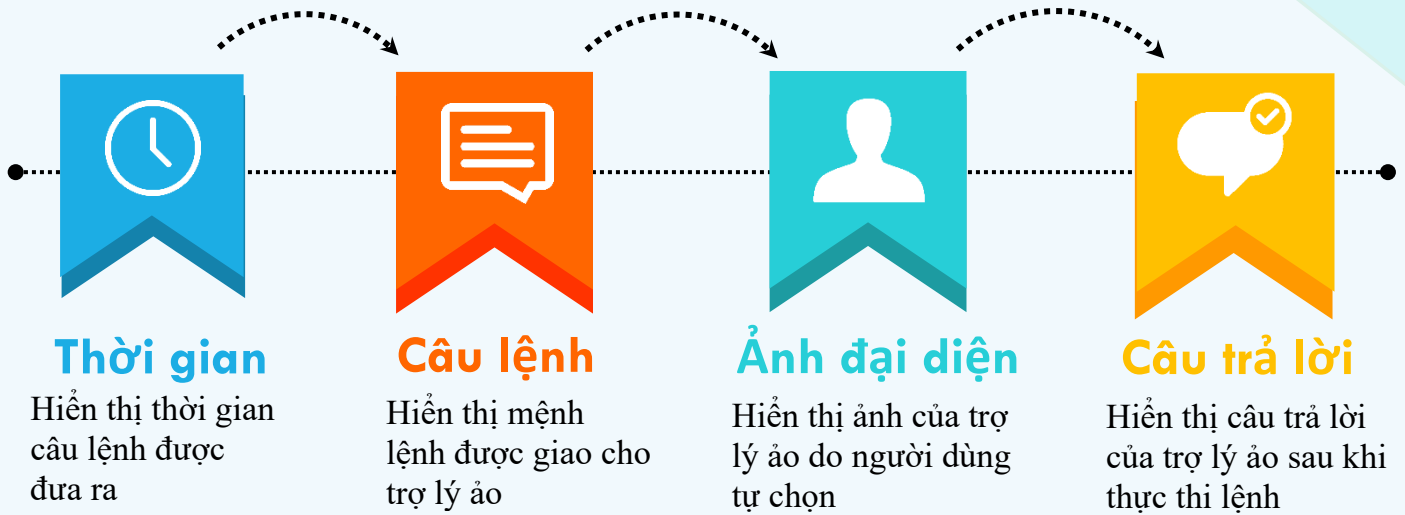 Thời gian
Hiển thị thời gian
câu lệnh được
đưa ra
Câu lệnh
Hiển thị mệnh
lệnh được giao cho
trợ lý ảo
Ảnh đại diện
Hiển thị ảnh của trợ
lý ảo do người dùng
tự chọn
Câu trả lời
Hiển thị câu trả lời
của trợ lý ảo sau khi
thực thi lệnh